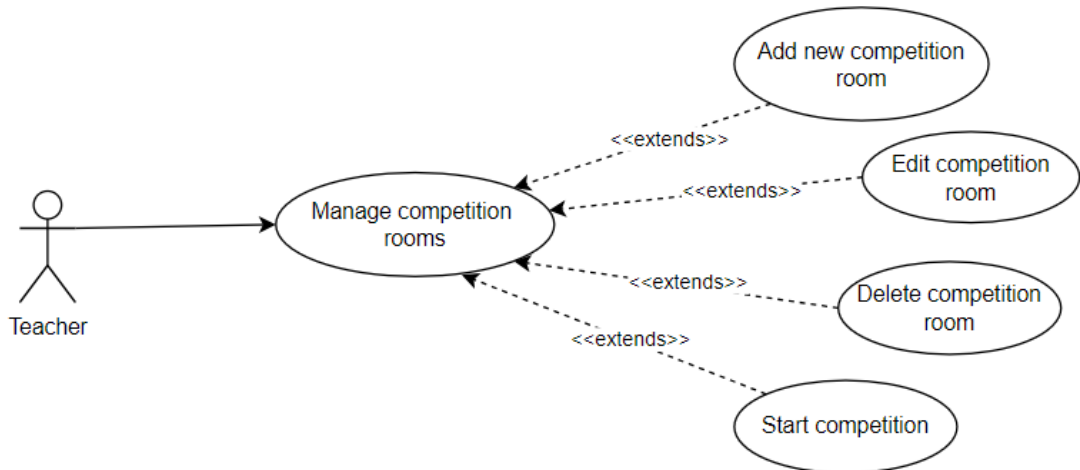 Add new competition
room
<<extends>>
Edit competition
room
<<extends>>
Manage competition
rooms
<<extends>>
Delete competition
room
Teacher
<<extends>>
Start competition